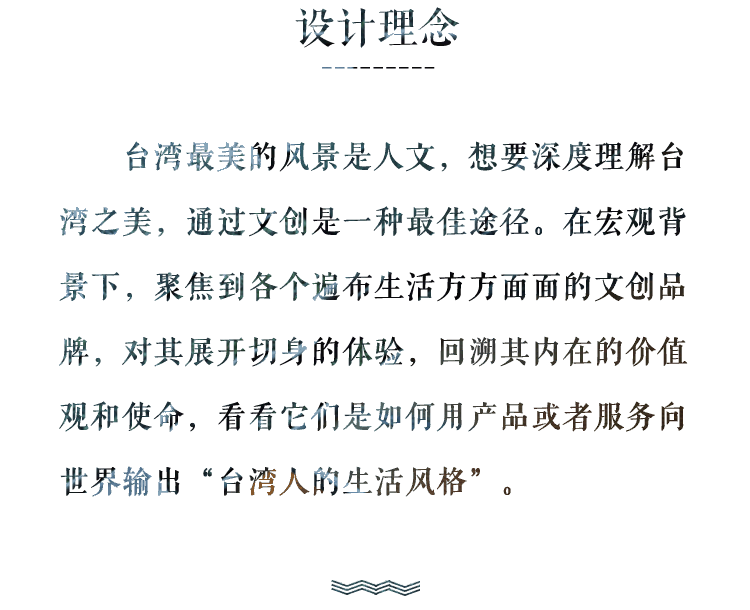 设计理念
台湾最美的风景是人文，想要深度理解台
湾之美，通过文创是一种最佳途径。在宏观背
景下，聚焦到各个遍布生活方方面面的文创品
牌，对其展开切身的体验，回溯其内在的价值
观和使命，看看它们是如何用产品或者服务向
世界输出“台湾人的生活风格”。